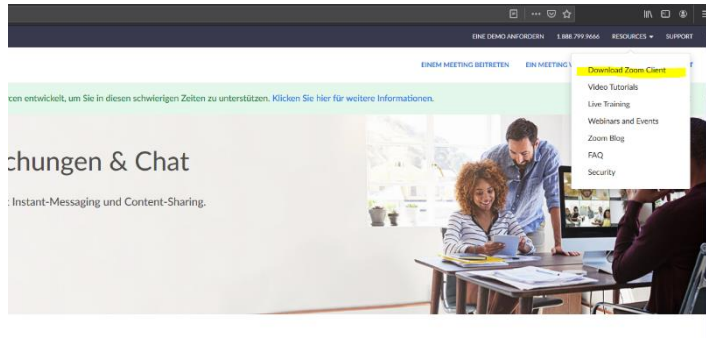 EINE DEMO ANFORDERN 1.888.799.9666 RESOURCES SUPPORT
EINEM MEETING BEITRETEN EIN MEETING
Download Zoom Client
Video Tutorials
Live Training
Webinars and Events
Zoom Blog
FAQ
Security
entwickelt, um Sie in diesen schwierigen Zeiten zu unterstützen. Klicken Sie hier für weitere Informationen.
chungen & Chat
Instant-Messaging und Content-Sharing.